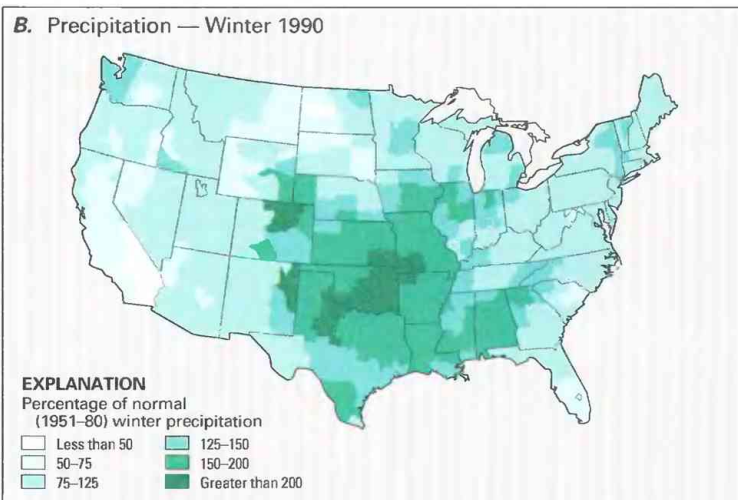 B. Precipitation — Winter 1990
EXPLANATION
Percentage of normal
(1951–80) winter precipitation
Less than 50
50–75
75–125
125–150
150–200
Greater than 200